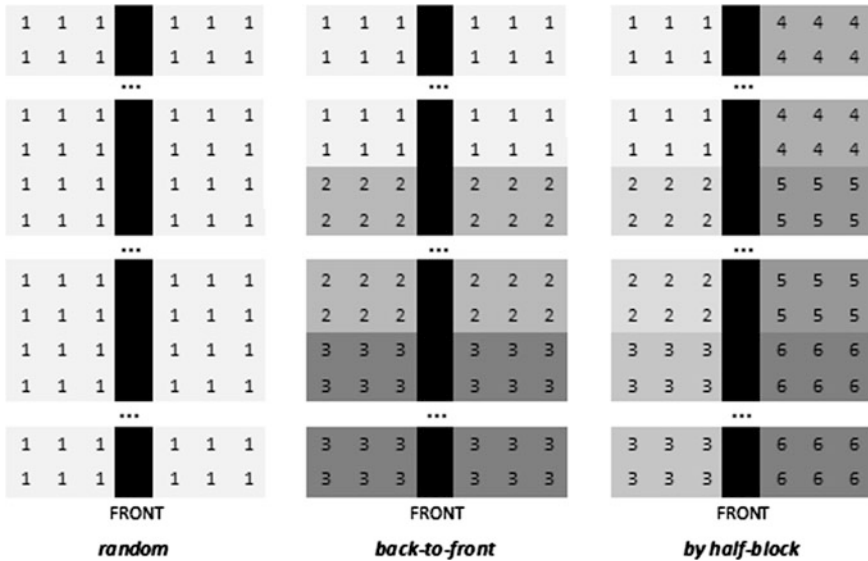 1 1 1 1 1 1 1 1 1 1 1 1 1 1 1 4 4 4
1 1 1 1 1 1 1 1 1 1 1 1 1 1 1 4 4 4
... ... ...
1 1 1 1 1 1 1 1 1 1 1 1 1 1 1 4 4 4
1 1 1 1 1 1 1 1 1 1 1 1 1 1 1 4 4 4
1 1 1 1 1 1 2 2 2 2 2 2 2 2 2 5 5 5
1 1 1 1 1 1 2 2 2 2 2 2 2 2 2 5 5 5
... ... ...
1 1 1 1 1 1 2 2 2 2 2 2 2 2 2 5 5 5
1 1 1 1 1 1 2 2 2 2 2 2 2 2 2 5 5 5
1 1 1 1 1 1 3 3 3 3 3 3 3 3 3 6 6 6
1 1 1 1 1 1 3 3 3 3 3 3 3 3 3 6 6 6
... ... ...
1 1 1 1 1 1 3 3 3 3 3 3 3 3 3 6 6 6
1 1 1 1 1 1 3 3 3 3 3 3 3 3 3 6 6 6
FRONT FRONT FRONT
random back-to-front by half-block